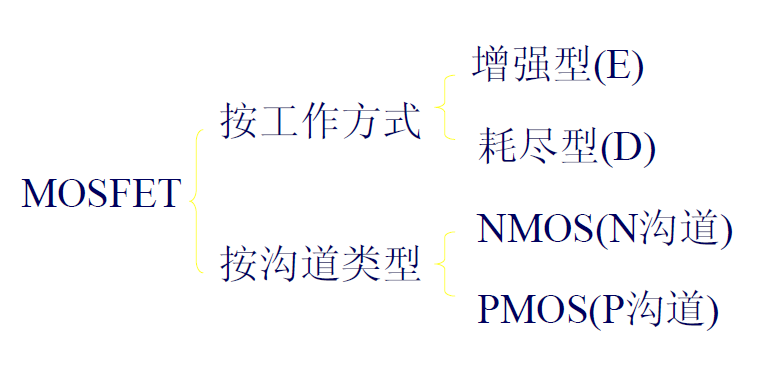 MOSFET
按工作方式
增强型(E)
耗尽型(D)
按沟道类型
NMOS(N沟道)
PMOS(P沟道)